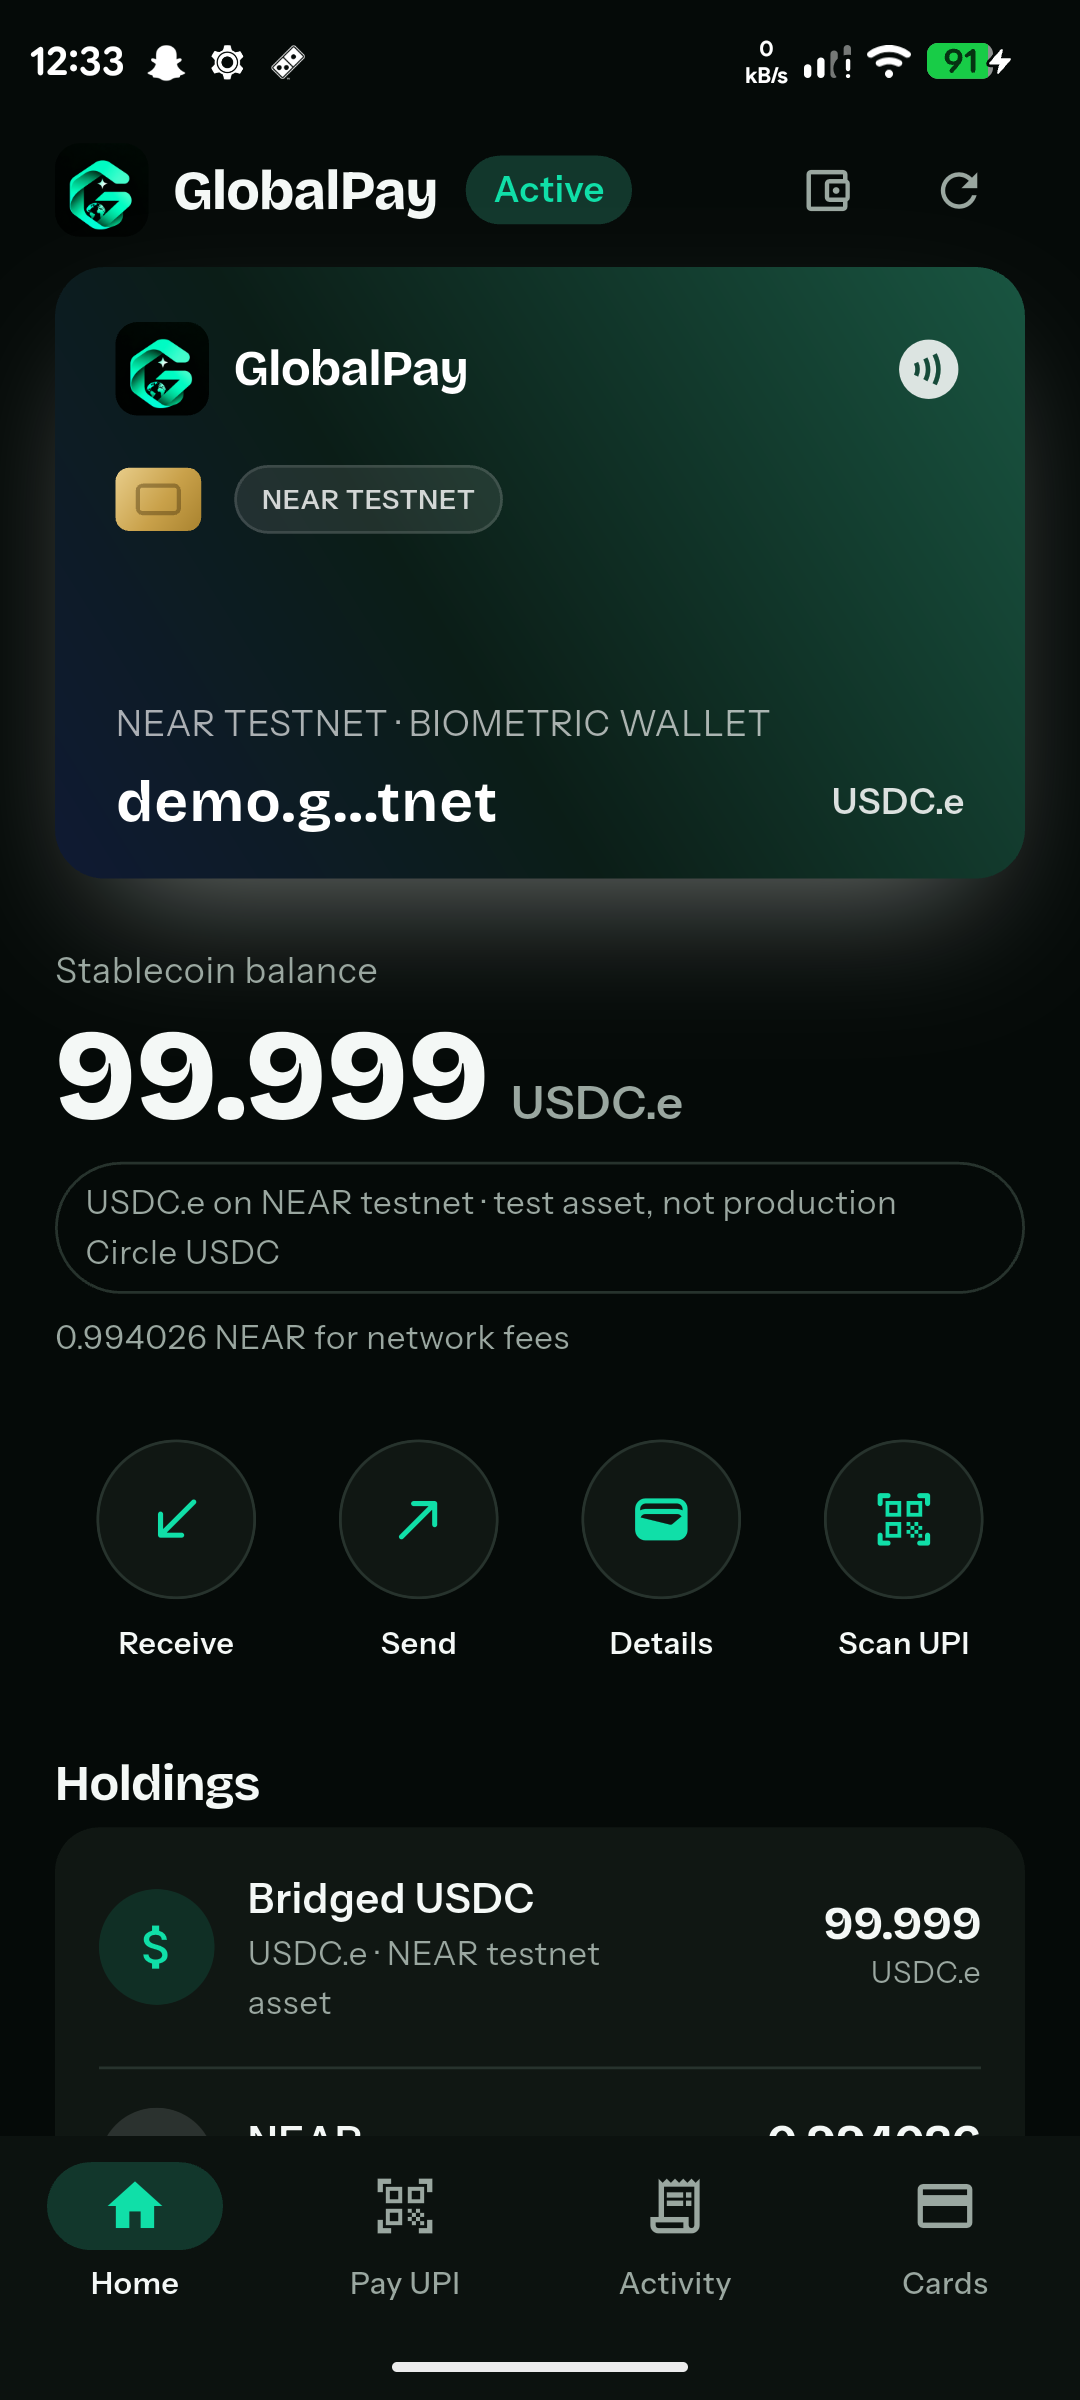 12:33
0
kB/s
91
GlobalPay
Active
GlobalPay
NEAR TESTNET
NEAR TESTNET · BIOMETRIC WALLET
demo.g...tnet
USDC.e
Stablecoin balance
99.999 USDC.e
USDC.e on NEAR testnet · test asset, not production
Circle USDC
0.994026 NEAR for network fees
Receive
Send
Details
Scan UPI
Holdings
Bridged USDC
USDC.e · NEAR testnet
asset
99.999
USDC.e
NEAR
0.994026
Home
Pay UPI
Activity
Cards